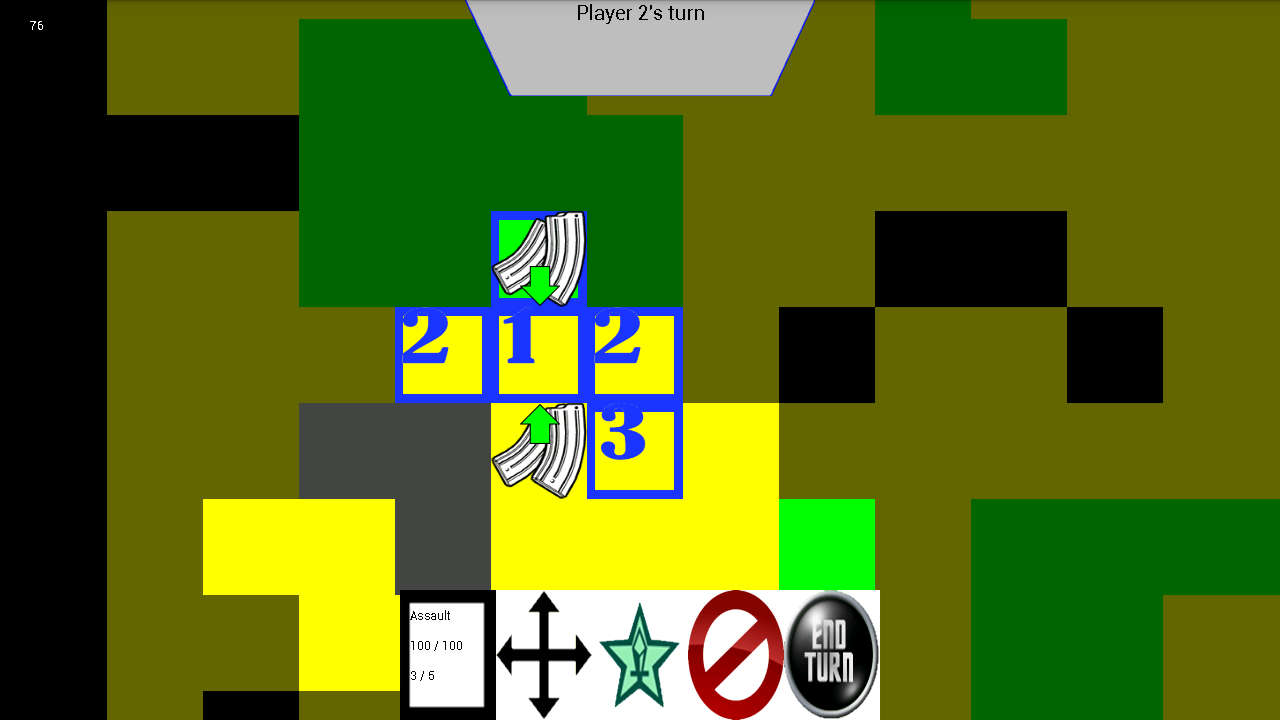 Player 2's turn
76
2 1 2
3
Assault
100 / 100
3 / 5
END
TURN